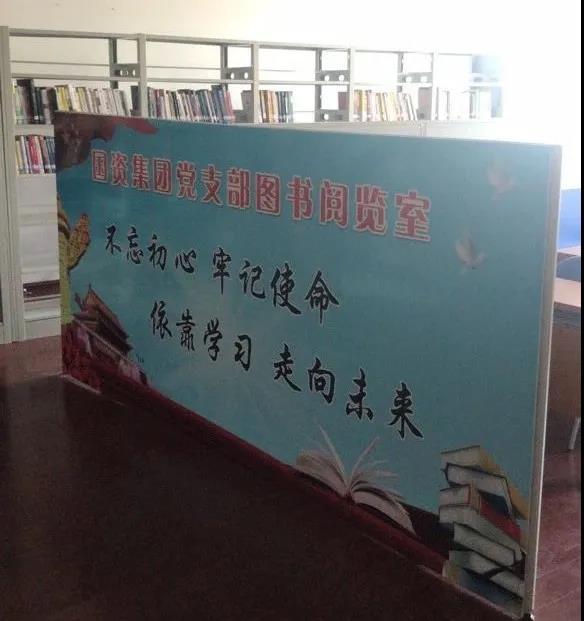 国资集团党支部图书阅览室
不忘初心 牢记使命
依靠学习 走向未来